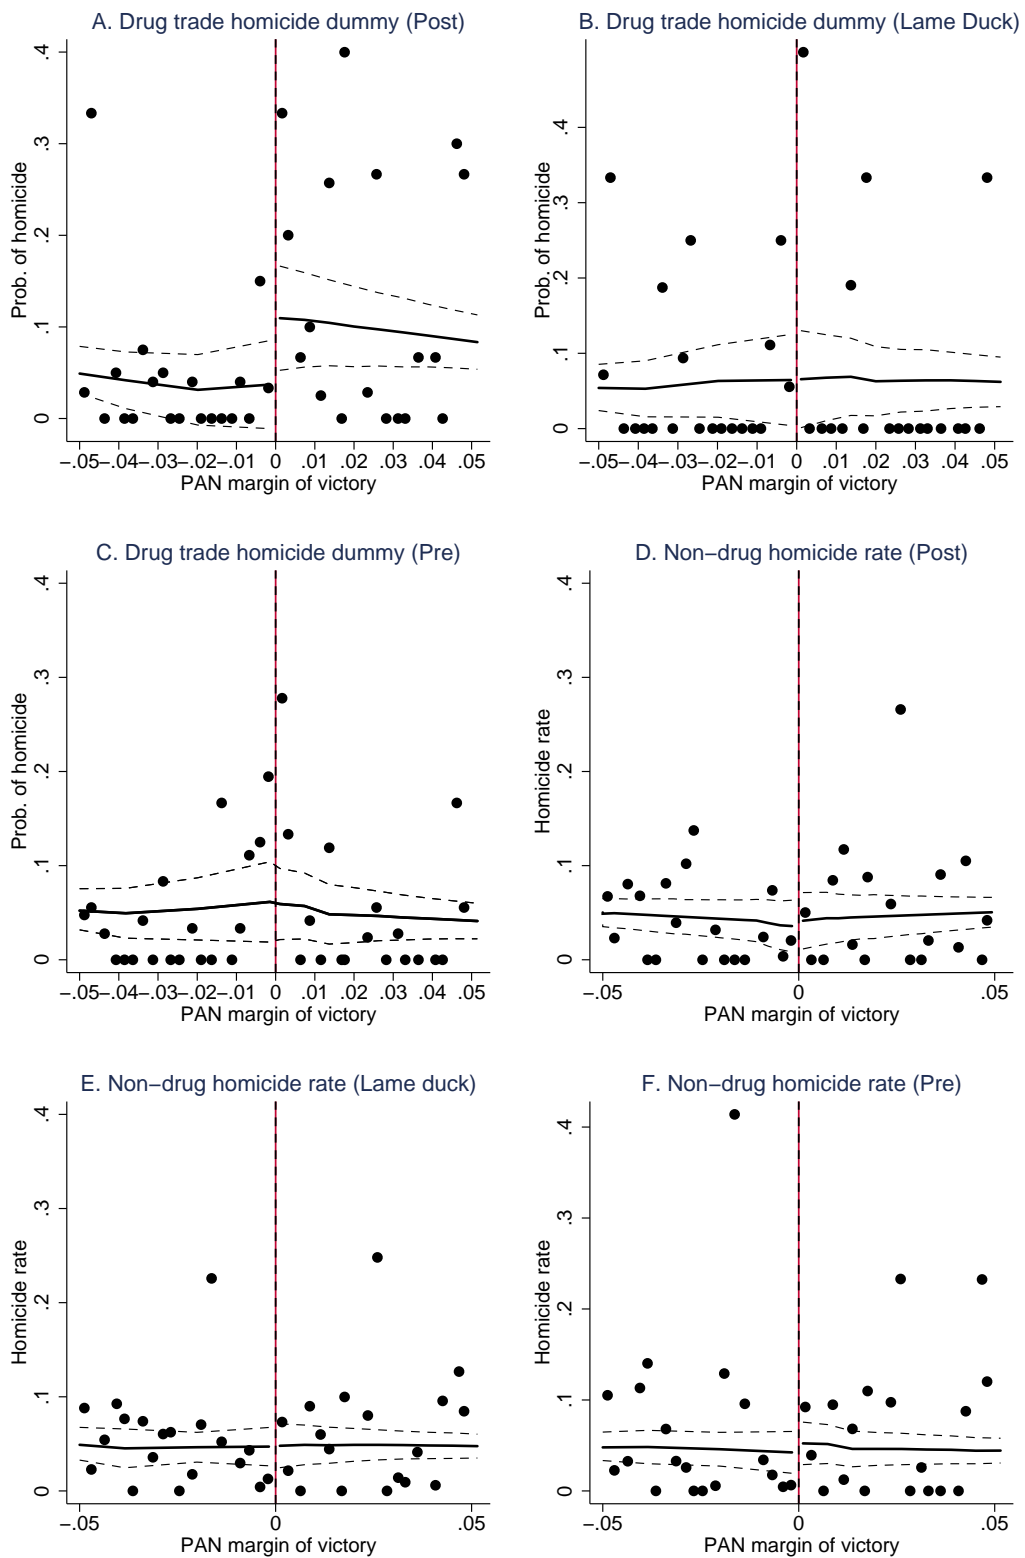 A. Drug trade homicide dummy (Post)
Prob. of homicide
0 .1 .2 .3 .4
−.05 −.04 −.03 −.02 −.01 0 .01 .02 .03 .04 .05
PAN margin of victory
B. Drug trade homicide dummy (Lame Duck)
Prob. of homicide
0 .1 .2 .3 .4
−.05 −.04 −.03 −.02 −.01 0 .01 .02 .03 .04 .05
PAN margin of victory
C. Drug trade homicide dummy (Pre)
Prob. of homicide
0 .1 .2 .3 .4
−.05 −.04 −.03 −.02 −.01 0 .01 .02 .03 .04 .05
PAN margin of victory
D. Non−drug homicide rate (Post)
Homicide rate
0 .1 .2 .3 .4
−.05 0 .05
PAN margin of victory
E. Non−drug homicide rate (Lame duck)
Homicide rate
0 .1 .2 .3 .4
−.05 0 .05
PAN margin of victory
F. Non−drug homicide rate (Pre)
Homicide rate
0 .1 .2 .3 .4
−.05 0 .05
PAN margin of victory